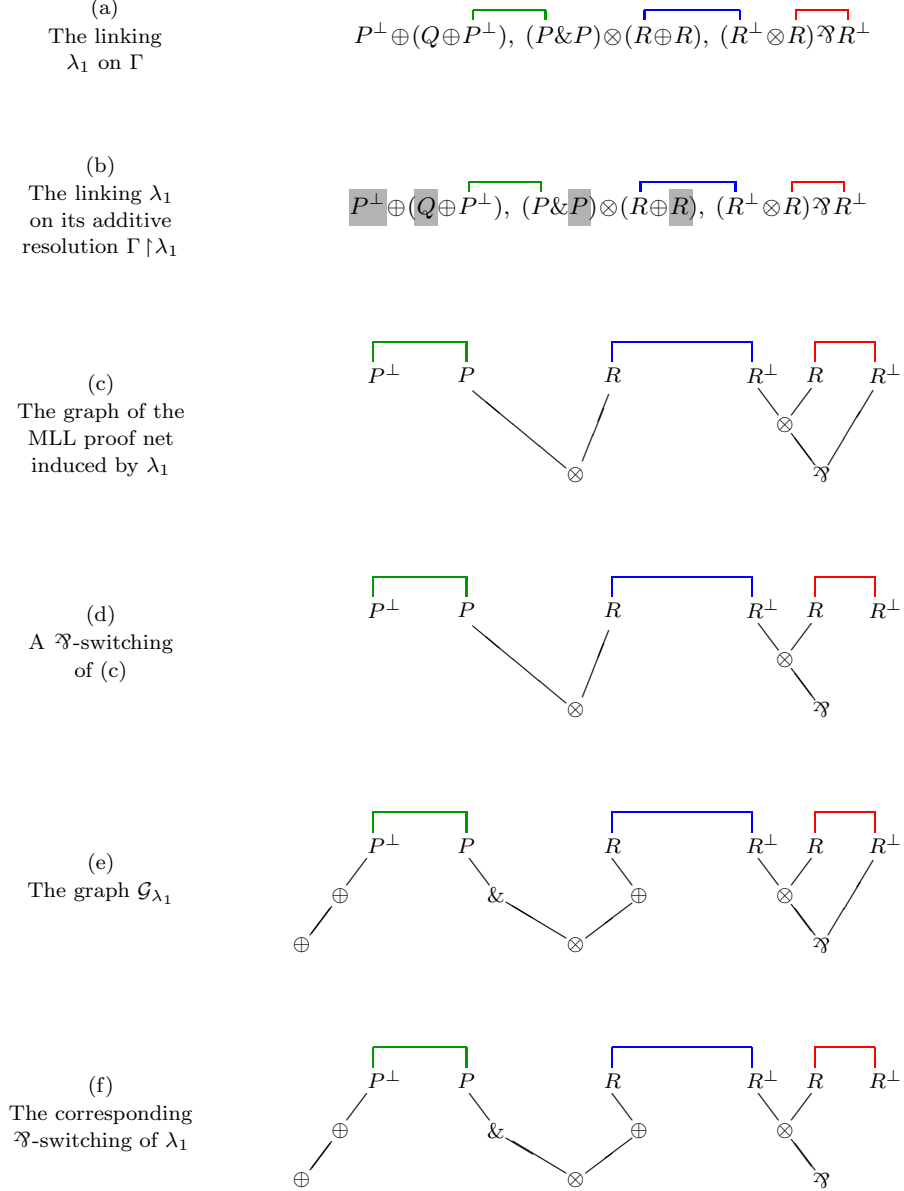 (a)
The linking
λ₁ on Γ
P⊥⊕(Q⊕P⊥), (P&P)⊗(R⊕R), (R⊥⊗R)⅋R⊥
(b)
The linking λ₁
on its additive
resolution Γ↾λ₁
P⊥⊕(Q⊕P⊥), (P&P)⊗(R⊕R), (R⊥⊗R)⅋R⊥
(c)
The graph of the
MLL proof net
induced by λ₁
P⊥ P R R⊥ R R⊥
⊗
⊗ ⅋
(d)
A ⅋-switching
of (c)
P⊥ P R R⊥ R R⊥
⊗
⊗ ⅋
(e)
The graph 𝒢λ₁
P⊥ P R R⊥ R R⊥
⊕ & ⊕ ⊗
⊕ ⊗ ⅋
(f)
The corresponding
⅋-switching of λ₁
P⊥ P R R⊥ R R⊥
⊕ & ⊕ ⊗
⊕ ⊗ ⅋